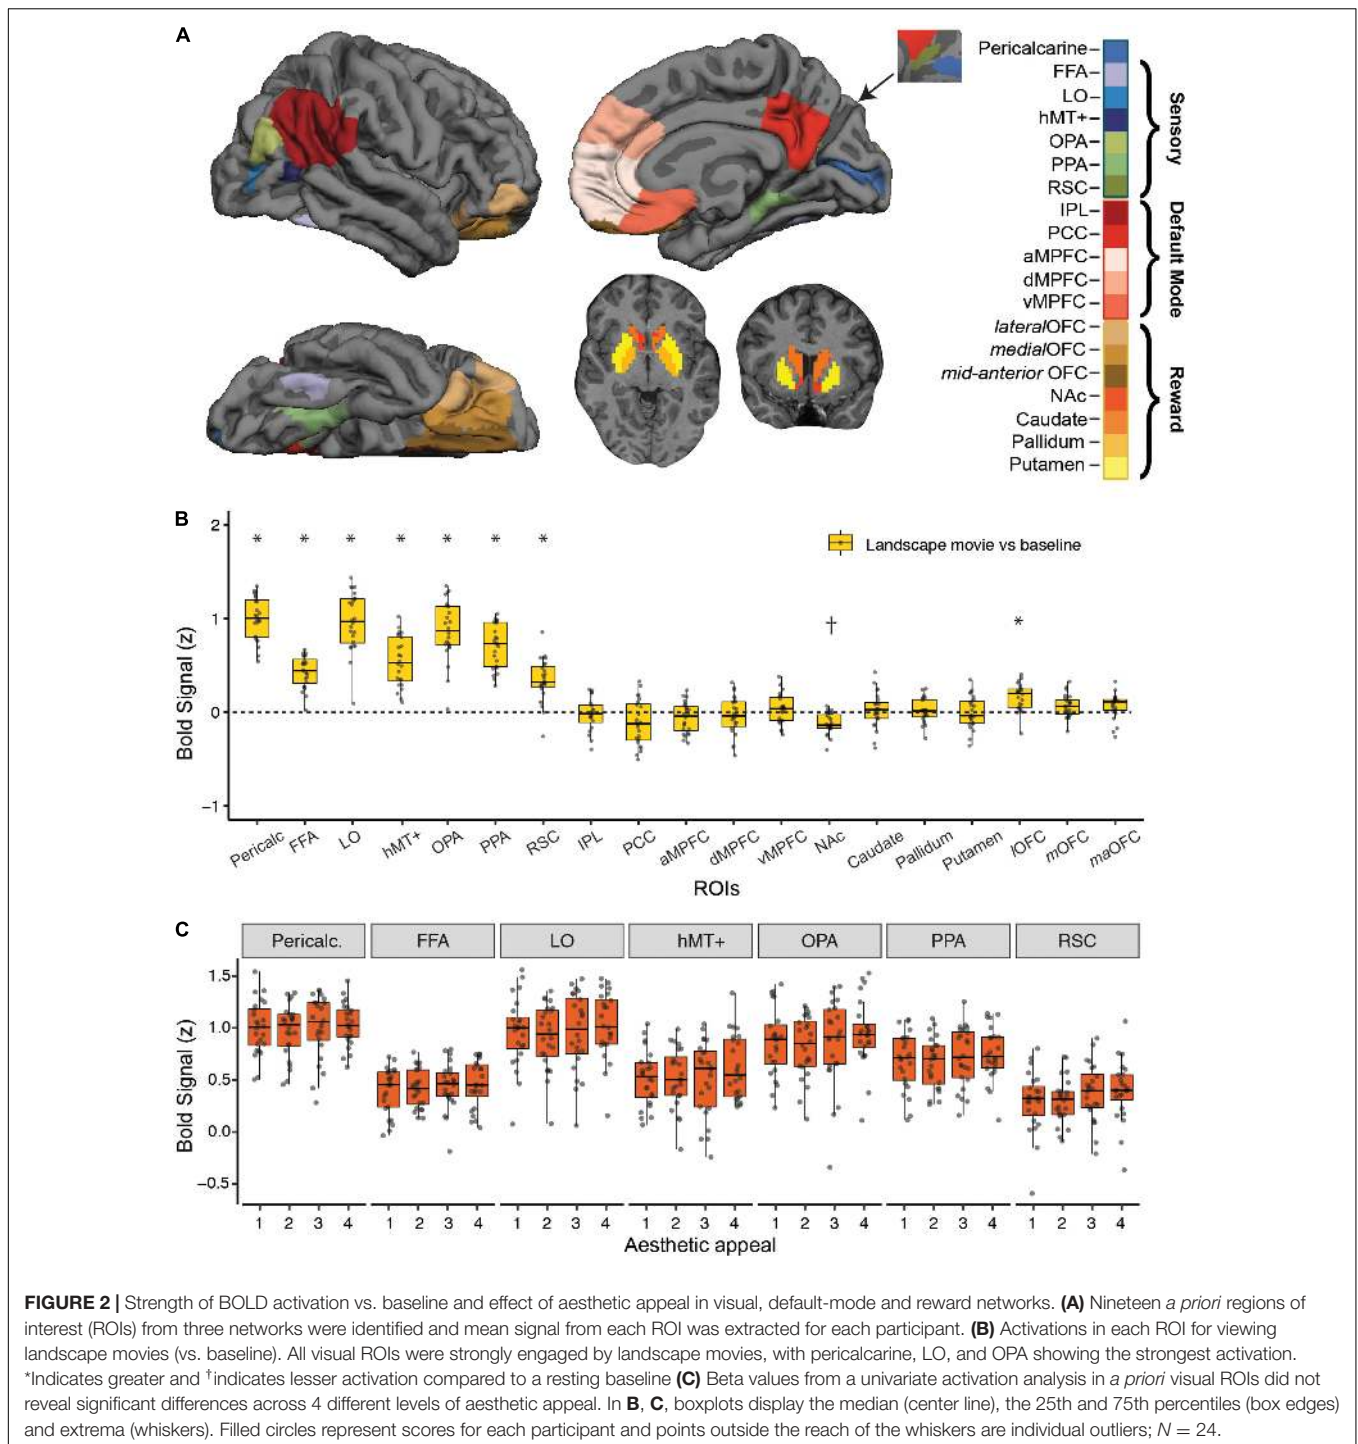 A
Pericalcarine
FFA
LO
hMT+
OPA
PPA
RSC
IPL
PCC
aMPFC
dMPFC
vMPFC
lateralOFC
medialOFC
mid-anterior OFC
NAc
Caudate
Pallidum
Putamen
Sensory
Default Mode
Reward
B
2
1
0
−1
Bold Signal (z)
* * * * * * * † *
Landscape movie vs baseline
Pericalc FFA LO hMT+ OPA PPA RSC IPL PCC aMPFC dMPFC vMPFC NAc Caudate Pallidum Putamen lOFC mOFC maOFC
ROIs
C
Pericalc. FFA LO hMT+ OPA PPA RSC
1.5
1.0
0.5
0.0
−0.5
Bold Signal (z)
1 2 3 4 1 2 3 4 1 2 3 4 1 2 3 4 1 2 3 4 1 2 3 4 1 2 3 4
Aesthetic appeal
FIGURE 2 | Strength of BOLD activation vs. baseline and effect of aesthetic appeal in visual, default-mode and reward networks. (A) Nineteen a priori regions of
interest (ROIs) from three networks were identified and mean signal from each ROI was extracted for each participant. (B) Activations in each ROI for viewing
landscape movies (vs. baseline). All visual ROIs were strongly engaged by landscape movies, with pericalcarine, LO, and OPA showing the strongest activation.
*Indicates greater and †indicates lesser activation compared to a resting baseline (C) Beta values from a univariate activation analysis in a priori visual ROIs did not
reveal significant differences across 4 different levels of aesthetic appeal. In B, C, boxplots display the median (center line), the 25th and 75th percentiles (box edges)
and extrema (whiskers). Filled circles represent scores for each participant and points outside the reach of the whiskers are individual outliers; N = 24.